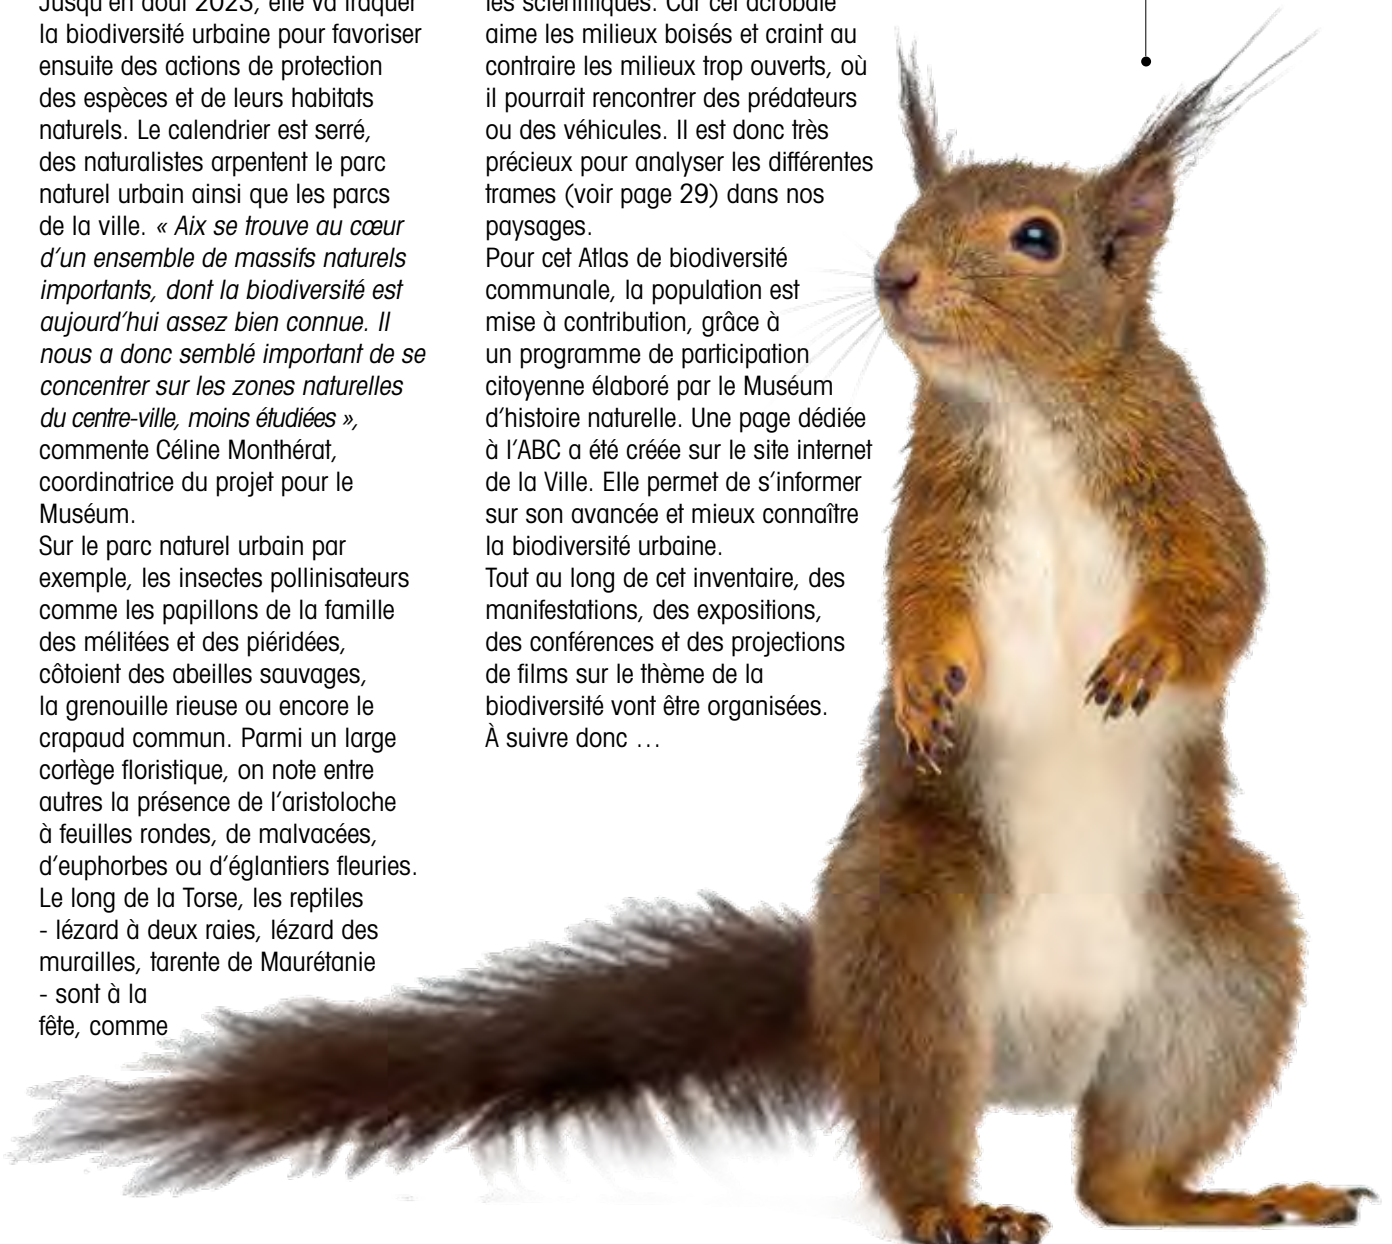 Jusqu'en août 2023, elle va traquer
la biodiversité urbaine pour favoriser
ensuite des actions de protection
des espèces et de leurs habitats
naturels. Le calendrier est serré,
des naturalistes arpentent le parc
naturel urbain ainsi que les parcs
de la ville. « Aix se trouve au cœur
d'un ensemble de massifs naturels
importants, dont la biodiversité est
aujourd'hui assez bien connue. Il
nous a donc semblé important de se
concentrer sur les zones naturelles
du centre-ville, moins étudiées »,
commente Céline Monthérat,
coordinatrice du projet pour le
Muséum.
Sur le parc naturel urbain par
exemple, les insectes pollinisateurs
comme les papillons de la famille
des mélitées et des piéridées,
côtoient des abeilles sauvages,
la grenouille rieuse ou encore le
crapaud commun. Parmi un large
cortège floristique, on note entre
autres la présence de l'aristoloche
à feuilles rondes, de malvacées,
d'euphorbes ou d'églantiers fleuries.
Le long de la Torse, les reptiles
- lézard à deux raies, lézard des
murailles, tarente de Maurétanie
- sont à la
fête, comme
les scientifiques. Car cet acrobate
aime les milieux boisés et craint au
contraire les milieux trop ouverts, où
il pourrait rencontrer des prédateurs
ou des véhicules. Il est donc très
précieux pour analyser les différentes
trames (voir page 29) dans nos
paysages.
Pour cet Atlas de biodiversité
communale, la population est
mise à contribution, grâce à
un programme de participation
citoyenne élaboré par le Muséum
d'histoire naturelle. Une page dédiée
à l'ABC a été créée sur le site internet
de la Ville. Elle permet de s'informer
sur son avancée et mieux connaître
la biodiversité urbaine.
Tout au long de cet inventaire, des
manifestations, des expositions,
des conférences et des projections
de films sur le thème de la
biodiversité vont être organisées.
À suivre donc …